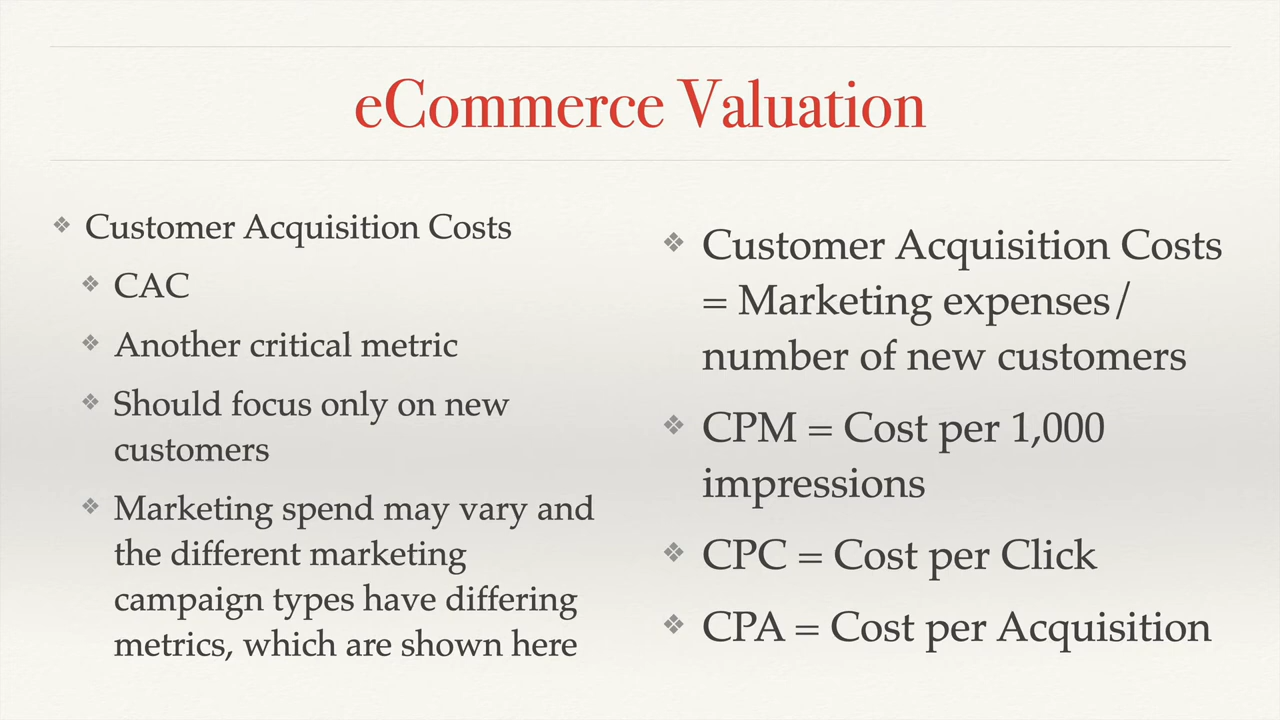 eCommerce Valuation
❖ Customer Acquisition Costs
❖ CAC
❖ Another critical metric
❖ Should focus only on new
customers
❖ Marketing spend may vary and
the different marketing
campaign types have differing
metrics, which are shown here
❖ Customer Acquisition Costs
= Marketing expenses/
number of new customers
❖ CPM = Cost per 1,000
impressions
❖ CPC = Cost per Click
❖ CPA = Cost per Acquisition